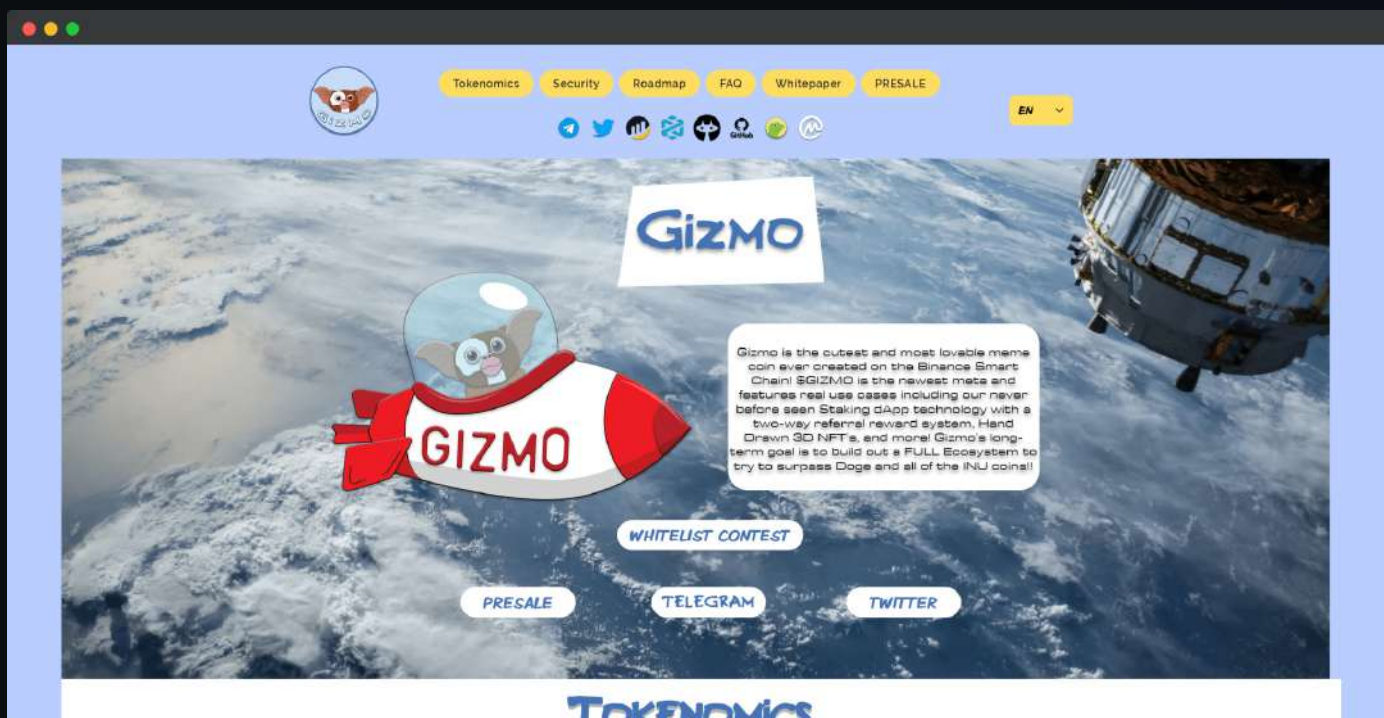 Tokenomics Security Roadmap FAQ Whitepaper PRESALE
EN
GIZMO
GitHub
GIZMO
GIZMO
Gizmo is the cutest and most lovable meme
coin ever created on the Binance Smart
Chain! $GIZMO is the newest meta and
features real use cases including our never
before seen Staking dApp technology with a
two-way referral reward system, Hand
Drawn 3D NFT's, and more! Gizmo's long-
term goal is to build out a FULL Ecosystem to
try to surpass Doge and all of the INU coins!!
WHITELIST CONTEST
PRESALE TELEGRAM TWITTER
TOKENOMICS